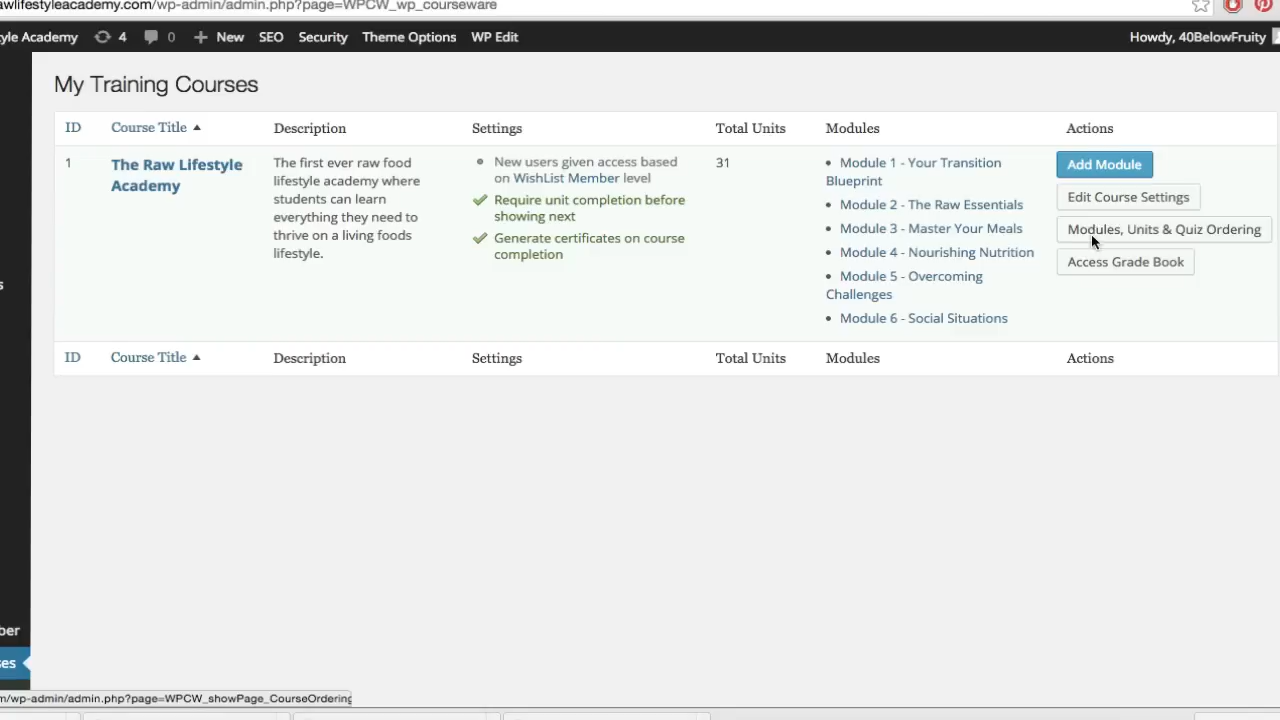 awlifestyleacademy.com/wp-admin/admin.php?page=WPCW_wp_courseware
yle Academy 4 0 New SEO Security Theme Options WP Edit Howdy, 40BelowFruity
My Training Courses
ID Course Title Description Settings Total Units Modules Actions
1
The Raw Lifestyle
Academy
The first ever raw food
lifestyle academy where
students can learn
everything they need to
thrive on a living foods
lifestyle.
New users given access based
on WishList Member level
Require unit completion before
showing next
Generate certificates on course
completion
31
Module 1 - Your Transition
Blueprint
Module 2 - The Raw Essentials
Module 3 - Master Your Meals
Module 4 - Nourishing Nutrition
Module 5 - Overcoming
Challenges
Module 6 - Social Situations
Add Module
Edit Course Settings
Modules, Units & Quiz Ordering
Access Grade Book
ID Course Title Description Settings Total Units Modules Actions
s
ber
ses
m/wp-admin/admin.php?page=WPCW_showPage_CourseOrdering